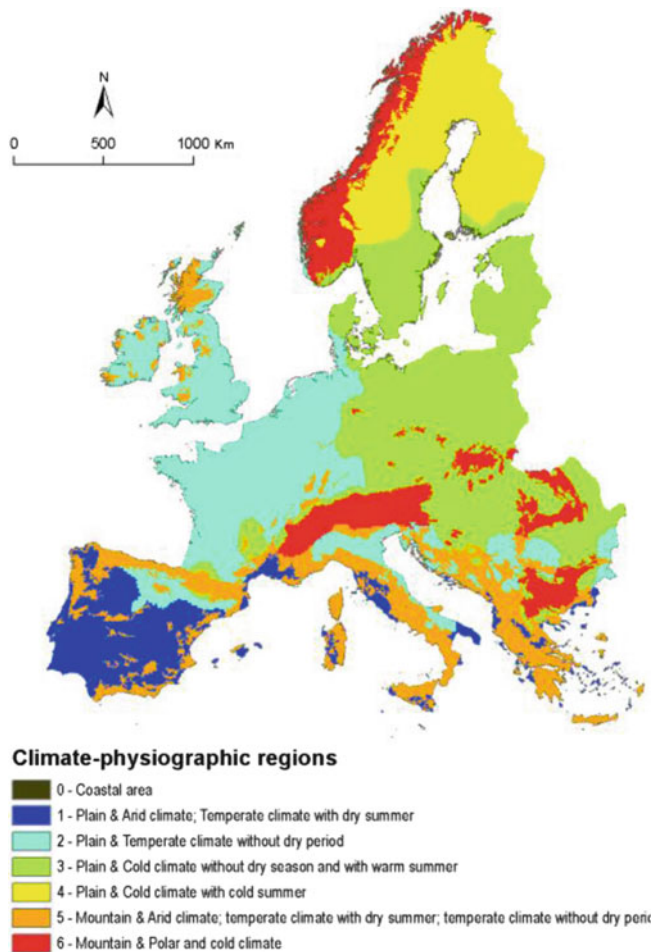 N
0 500 1000 Km
Climate-physiographic regions
0 - Coastal area
1 - Plain & Arid climate; Temperate climate with dry summer
2 - Plain & Temperate climate without dry period
3 - Plain & Cold climate without dry season and with warm summer
4 - Plain & Cold climate with cold summer
5 - Mountain & Arid climate; temperate climate with dry summer; temperate climate without dry perio
6 - Mountain & Polar and cold climate